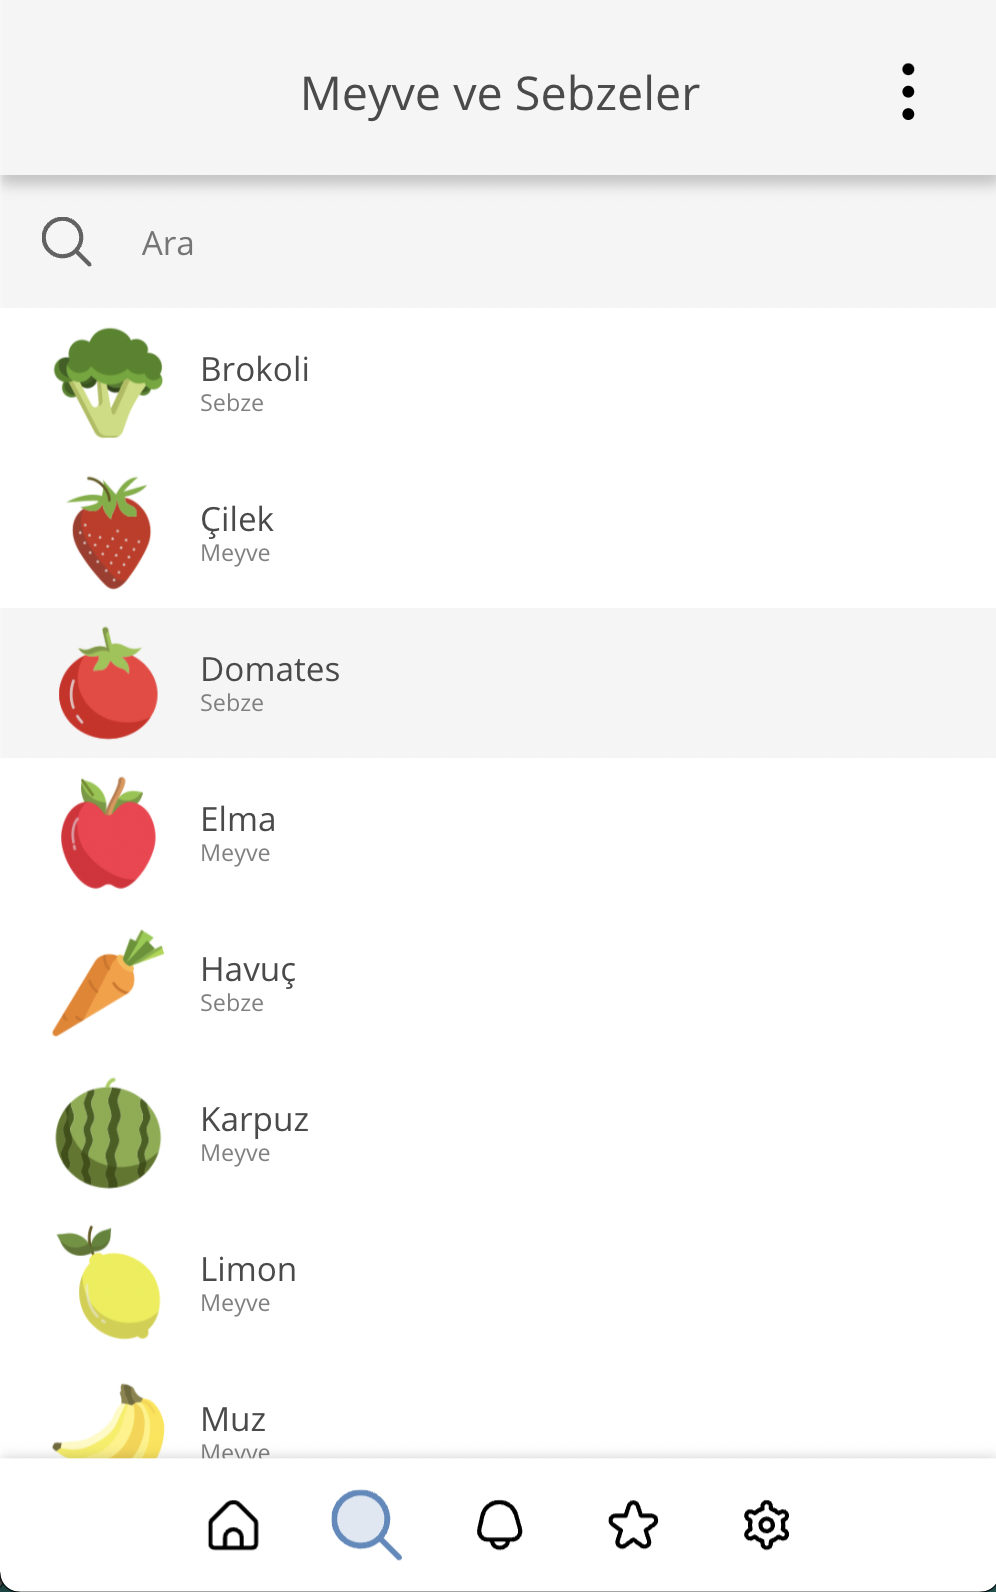 Meyve ve Sebzeler
Ara
Brokoli
Sebze
Çilek
Meyve
Domates
Sebze
Elma
Meyve
Havuç
Sebze
Karpuz
Meyve
Limon
Meyve
Muz
Meyve